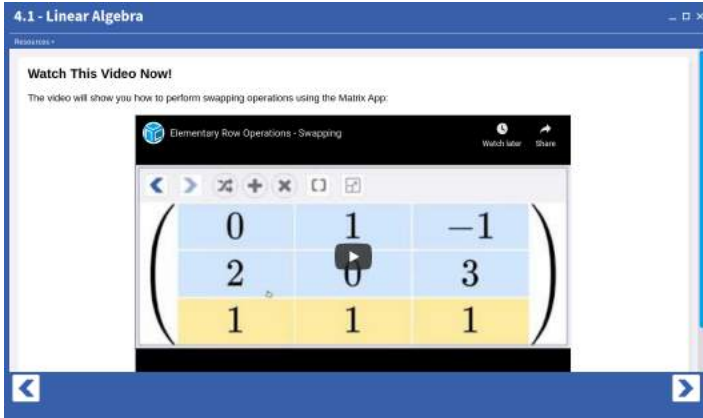 4.1 - Linear Algebra
Resources
Watch This Video Now!
The video will show you how to perform swapping operations using the Matrix App:
Elementary Row Operations - Swapping
Watch later Share
0 1 −1
2 0 3
1 1 1